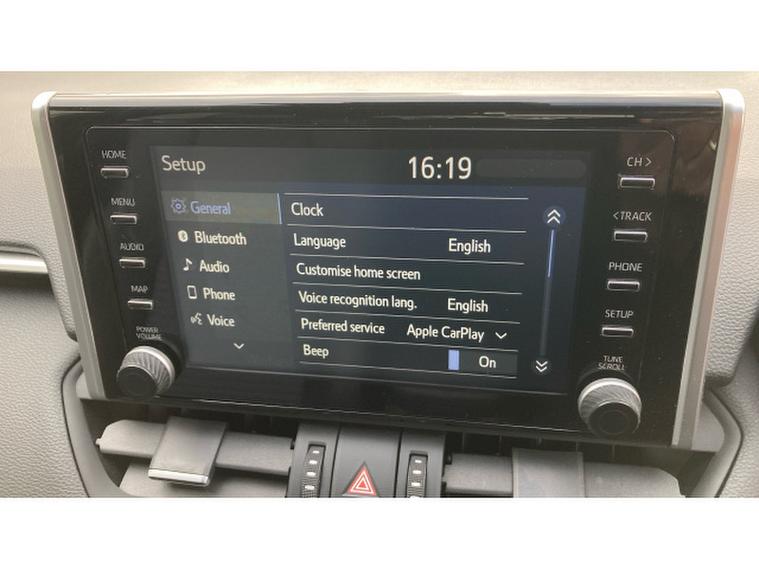 HOME
MENU
AUDIO
MAP
POWER
VOLUME
Setup
16:19
General
Bluetooth
Audio
Phone
Voice
Clock
Language English
Customise home screen
Voice recognition lang. English
Preferred service Apple CarPlay
Beep On
CH >
< TRACK
PHONE
SETUP
TUNE
SCROLL